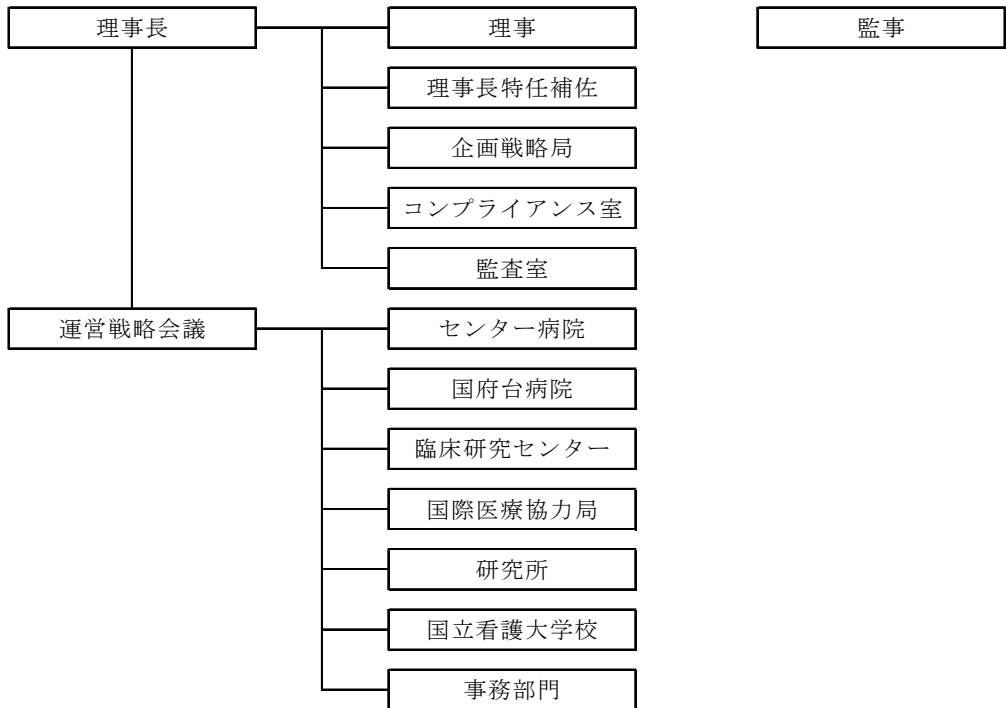 理事長
理事
監事
理事長特任補佐
企画戦略局
コンプライアンス室
監査室
運営戦略会議
センター病院
国府台病院
臨床研究センター
国際医療協力局
研究所
国立看護大学校
事務部門